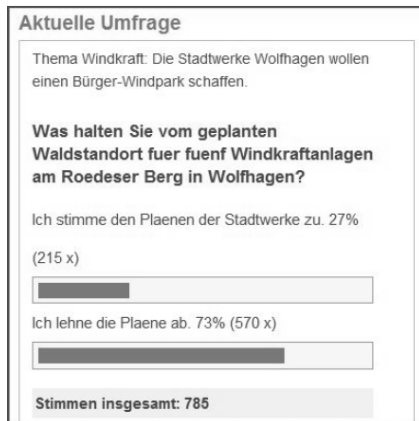 Aktuelle Umfrage
Thema Windkraft: Die Stadtwerke Wolfhagen wollen
einen Bürger-Windpark schaffen.
Was halten Sie vom geplanten
Waldstandort fuer fuenf Windkraftanlagen
am Roedeser Berg in Wolfhagen?
Ich stimme den Plaenen der Stadtwerke zu. 27%
(215 x)
Ich lehne die Plaene ab. 73% (570 x)
Stimmen insgesamt: 785